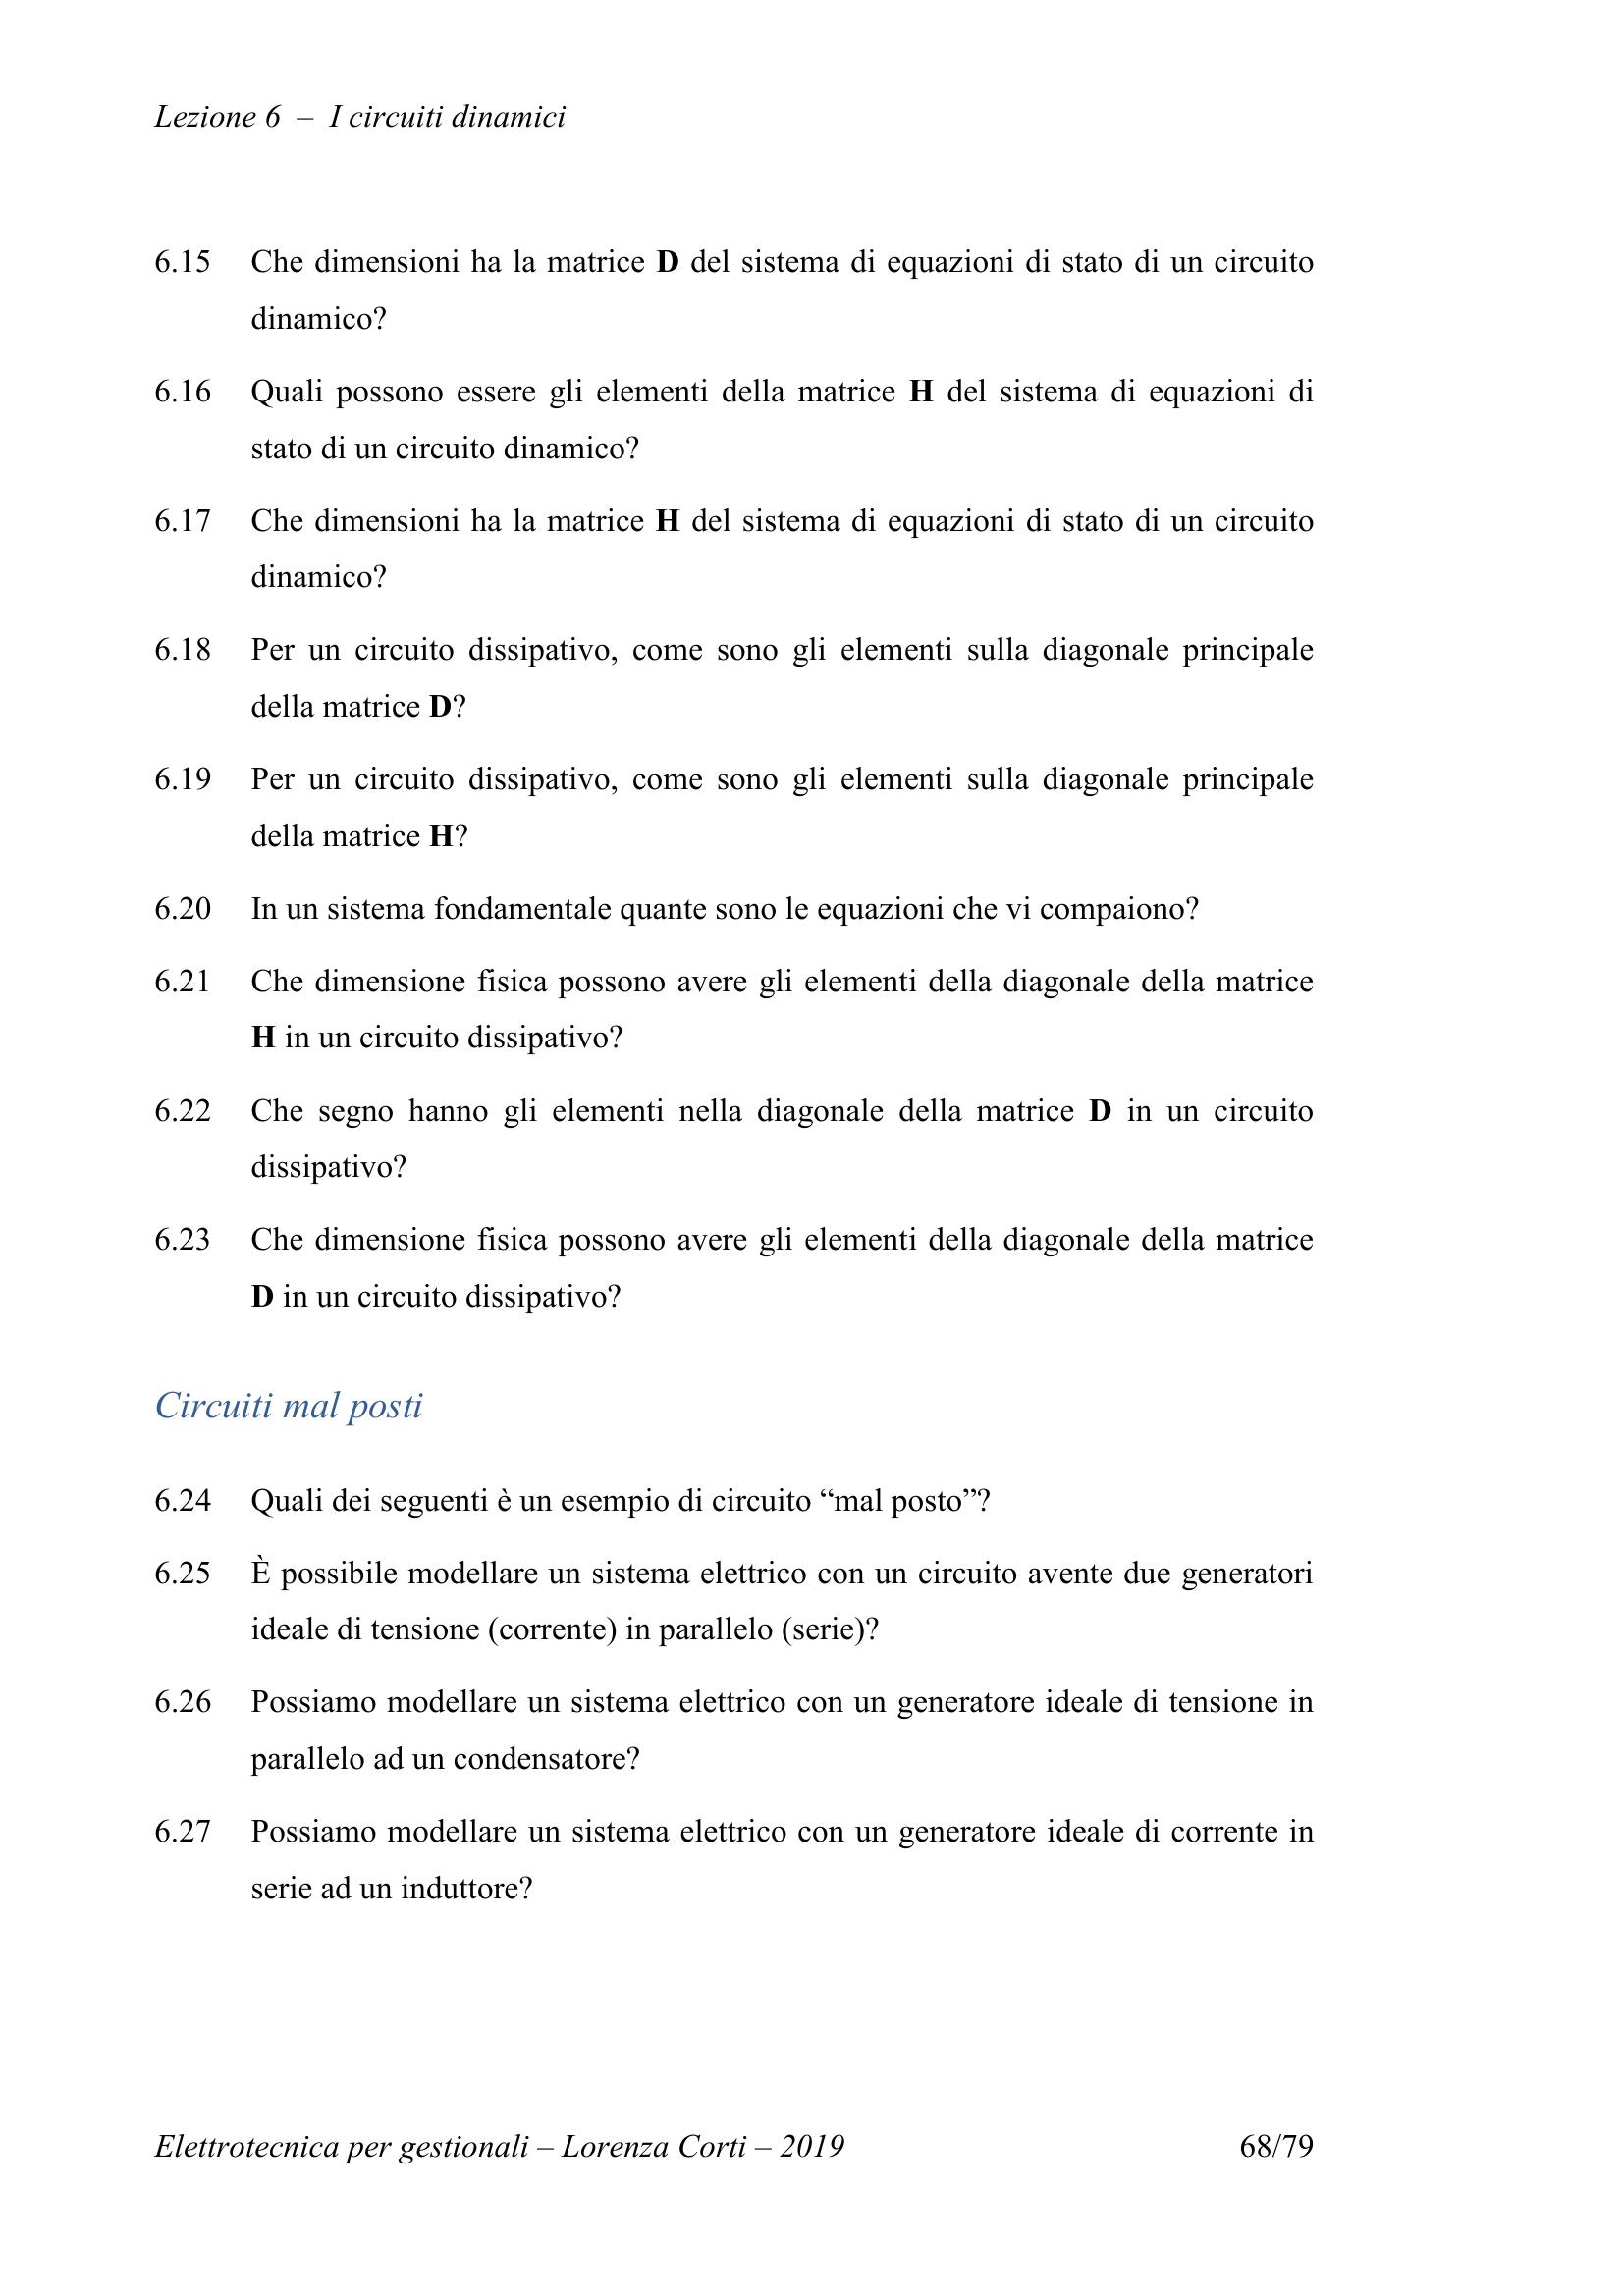 Lezione 6 – I circuiti dinamici
6.15 Che dimensioni ha la matrice D del sistema di equazioni di stato di un circuito
dinamico?
6.16 Quali possono essere gli elementi della matrice H del sistema di equazioni di
stato di un circuito dinamico?
6.17 Che dimensioni ha la matrice H del sistema di equazioni di stato di un circuito
dinamico?
6.18 Per un circuito dissipativo, come sono gli elementi sulla diagonale principale
della matrice D?
6.19 Per un circuito dissipativo, come sono gli elementi sulla diagonale principale
della matrice H?
6.20 In un sistema fondamentale quante sono le equazioni che vi compaiono?
6.21 Che dimensione fisica possono avere gli elementi della diagonale della matrice
H in un circuito dissipativo?
6.22 Che segno hanno gli elementi nella diagonale della matrice D in un circuito
dissipativo?
6.23 Che dimensione fisica possono avere gli elementi della diagonale della matrice
D in un circuito dissipativo?
Circuiti mal posti
6.24 Quali dei seguenti è un esempio di circuito “mal posto”?
6.25 È possibile modellare un sistema elettrico con un circuito avente due generatori
ideale di tensione (corrente) in parallelo (serie)?
6.26 Possiamo modellare un sistema elettrico con un generatore ideale di tensione in
parallelo ad un condensatore?
6.27 Possiamo modellare un sistema elettrico con un generatore ideale di corrente in
serie ad un induttore?
Elettrotecnica per gestionali – Lorenza Corti – 2019 68/79